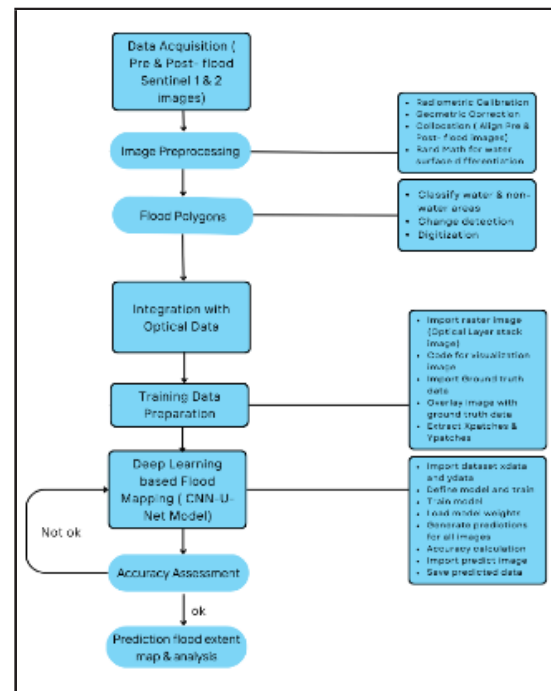 Data Acquisition (
Pre & Post- flood
Sentinel 1 & 2
images)
Image Preprocessing
• Radiometric Calibration
• Geometric Correction
• Collocation ( Align Pre &
Post- flood images)
• Band Math for water
surface differentiation
Flood Polygons
• Classify water & non-
water areas
• Change detection
• Digitization
Integration with
Optical Data
• Import raster image
(Optical Layer stack
image)
• Code for visualization
image
• Import Ground truth
data
• Overlay image with
ground truth data
• Extract Xpatches &
Ypatches
Training Data
Preparation
Deep Learning
based Flood
Mapping ( CNN-U-
Net Model)
• Import dataset xdata and
ydata
• Define model and train
• Train model
• Load model weights
• Generate predictions
for all images
• Accuracy calculation
• Import predict image
• Save predicted data
Not ok
Accuracy Assessment
ok
Prediction flood extent
map & analysis